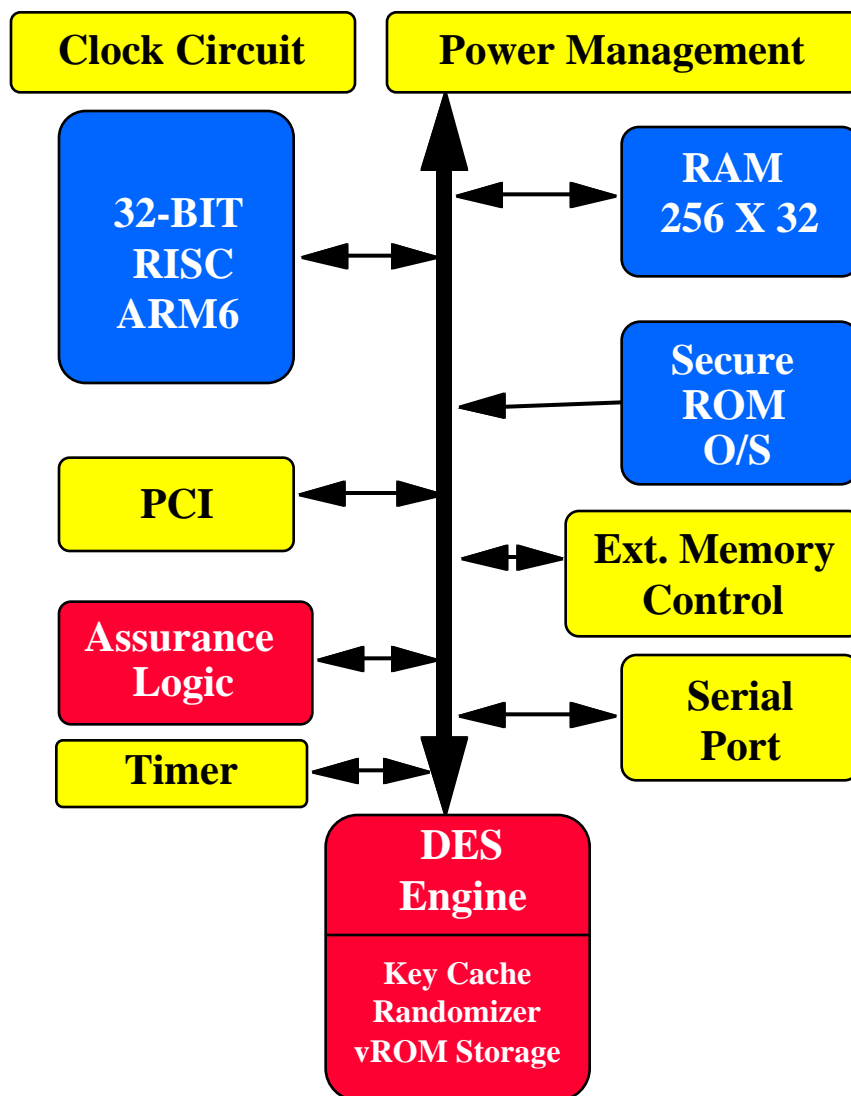 Clock Circuit
Power Management
32-BIT
RISC
ARM6
RAM
256 X 32
Secure
ROM
O/S
PCI
Ext. Memory
Control
Assurance
Logic
Serial
Port
Timer
DES
Engine
Key Cache
Randomizer
vROM Storage